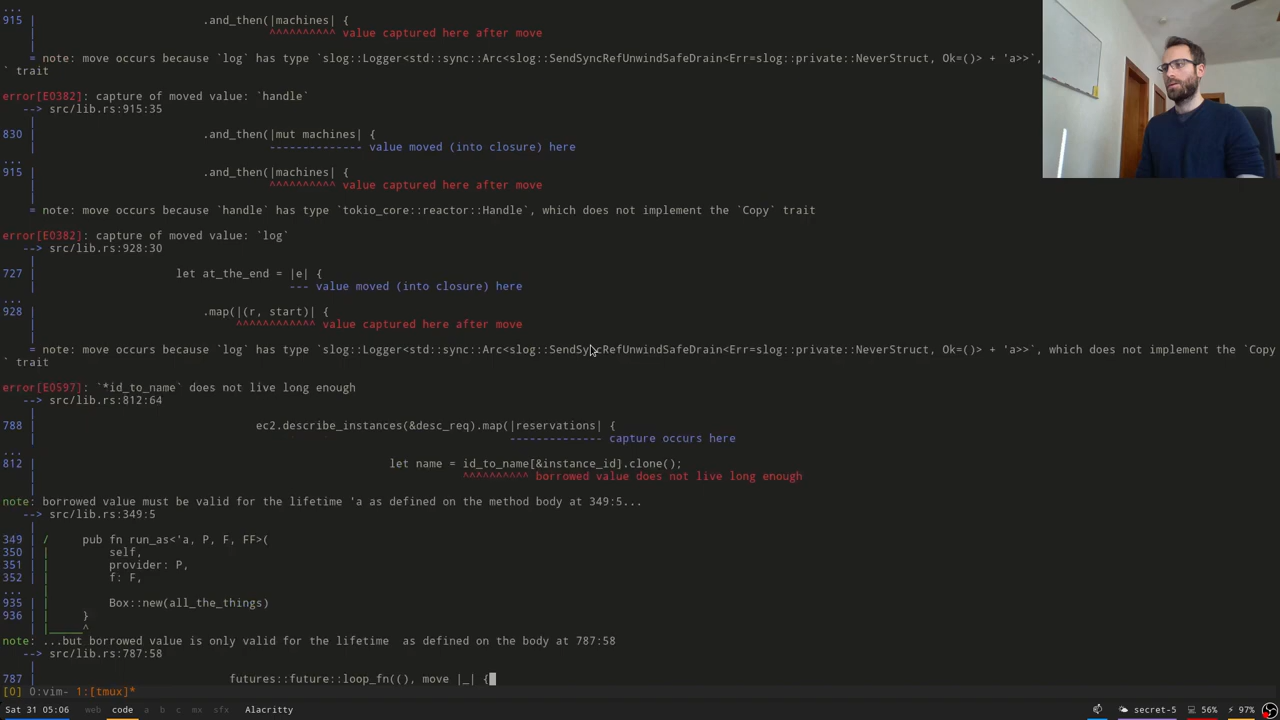 ...
915 |                         .and_then(|machines| {
    |                                   ^^^^^^^^^^ value captured here after move
    |
    = note: move occurs because `log` has type `slog::Logger<std::sync::Arc<slog::SendSyncRefUnwindSafeDrain<Err=slog::private::NeverStruct, Ok=()> + 'a>>`, which does not implement the `Copy
` trait
error[E0382]: capture of moved value: `handle`
   --> src/lib.rs:915:35
    |
830 |                         .and_then(|mut machines| {
    |                                   -------------- value moved (into closure) here
...
915 |                         .and_then(|machines| {
    |                                   ^^^^^^^^^^ value captured here after move
    |
    = note: move occurs because `handle` has type `tokio_core::reactor::Handle`, which does not implement the `Copy` trait
error[E0382]: capture of moved value: `log`
   --> src/lib.rs:928:30
    |
727 |                     let at_the_end = |e| {
    |                                      --- value moved (into closure) here
...
928 |                         .map(|(r, start)| {
    |                              ^^^^^^^^^^^^ value captured here after move
    |
    = note: move occurs because `log` has type `slog::Logger<std::sync::Arc<slog::SendSyncRefUnwindSafeDrain<Err=slog::private::NeverStruct, Ok=()> + 'a>>`, which does not implement the `Copy
` trait
error[E0597]: `*id_to_name` does not live long enough
   --> src/lib.rs:812:64
    |
788 |                                 ec2.describe_instances(&desc_req).map(|reservations| {
    |                                                                       -------------- capture occurs here
...
812 |                                                     let name = id_to_name[&instance_id].clone();
    |                                                                ^^^^^^^^^^ borrowed value does not live long enough
    |
note: borrowed value must be valid for the lifetime 'a as defined on the method body at 349:5...
   --> src/lib.rs:349:5
    |
349 | /     pub fn run_as<'a, P, F, FF>(
350 | |         self,
351 | |         provider: P,
352 | |         f: F,
... | |
935 | |         Box::new(all_the_things)
936 | |     }
    | |_____^
note: ...but borrowed value is only valid for the lifetime  as defined on the body at 787:58
   --> src/lib.rs:787:58
    |
787 |                             futures::future::loop_fn((), move |_| {
[0] 0:vim- 1:[tmux]*
Sat 31 05:06 web code a b c mx sfx Alacritty secret-5 56% 97%